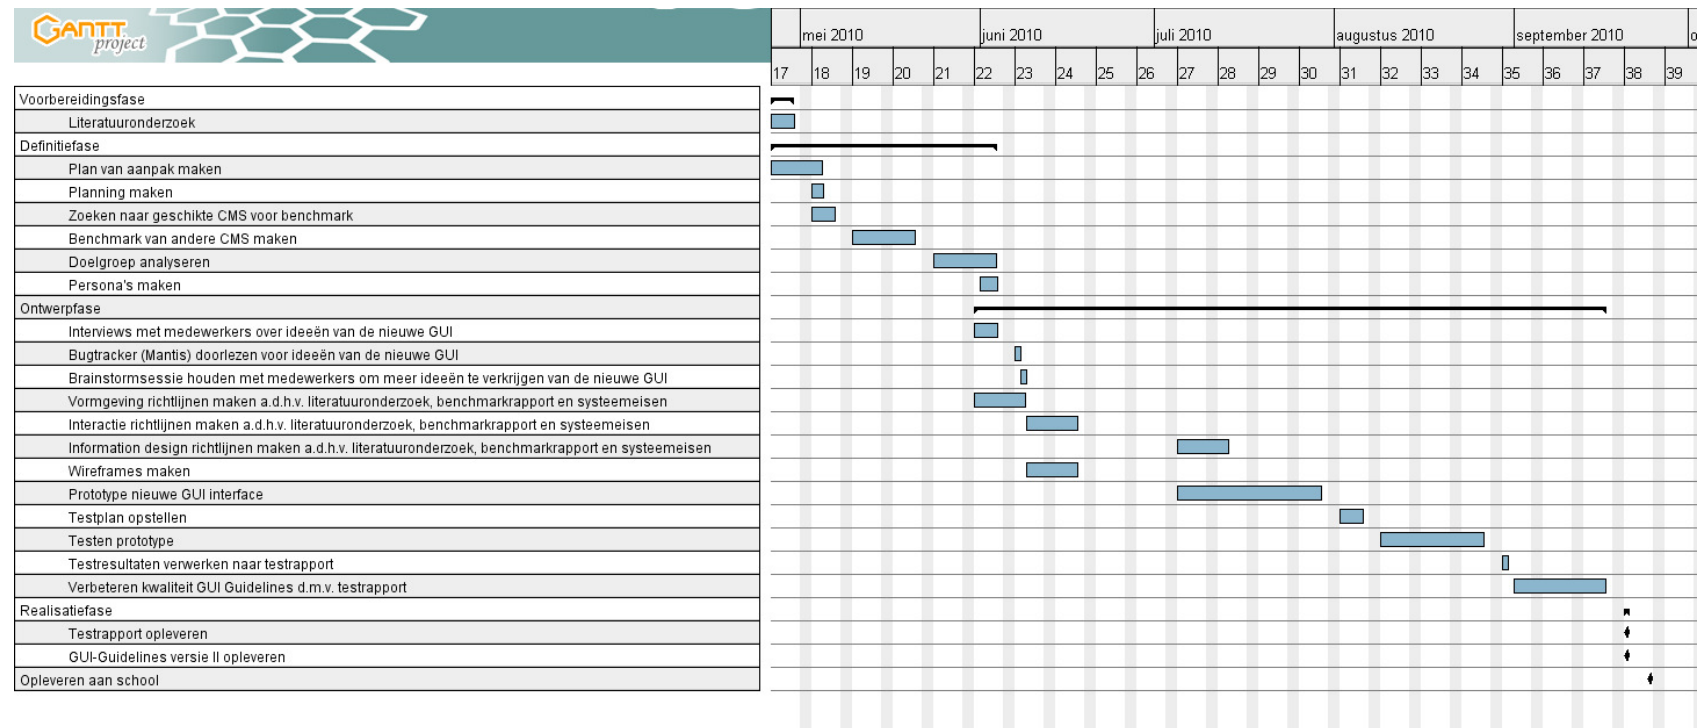 GANTT
project
mei 2010 juni 2010 juli 2010 augustus 2010 september 2010 o
17 18 19 20 21 22 23 24 25 26 27 28 29 30 31 32 33 34 35 36 37 38 39
Voorbereidingsfase
Literatuuronderzoek
Definitiefase
Plan van aanpak maken
Planning maken
Zoeken naar geschikte CMS voor benchmark
Benchmark van andere CMS maken
Doelgroep analyseren
Persona's maken
Ontwerpfase
Interviews met medewerkers over ideeën van de nieuwe GUI
Bugtracker (Mantis) doorlezen voor ideeën van de nieuwe GUI
Brainstormsessie houden met medewerkers om meer ideeën te verkrijgen van de nieuwe GUI
Vormgeving richtlijnen maken a.d.h.v. literatuuronderzoek, benchmarkrapport en systeemeisen
Interactie richtlijnen maken a.d.h.v. literatuuronderzoek, benchmarkrapport en systeemeisen
Information design richtlijnen maken a.d.h.v. literatuuronderzoek, benchmarkrapport en systeemeisen
Wireframes maken
Prototype nieuwe GUI interface
Testplan opstellen
Testen prototype
Testresultaten verwerken naar testrapport
Verbeteren kwaliteit GUI Guidelines d.m.v. testrapport
Realisatiefase
Testrapport opleveren
GUI-Guidelines versie II opleveren
Opleveren aan school